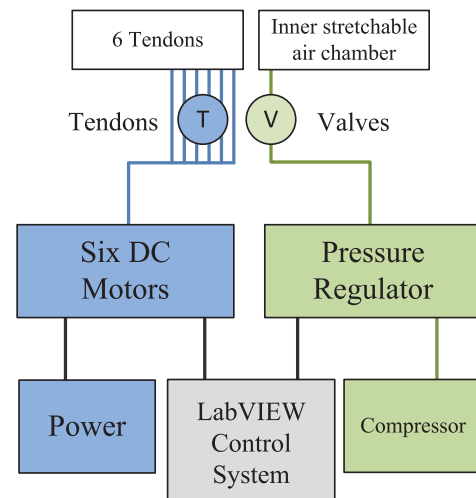 6 Tendons
Inner stretchable
air chamber
Tendons
T
V
Valves
Six DC
Motors
Pressure
Regulator
Power
LabVIEW
Control
System
Compressor